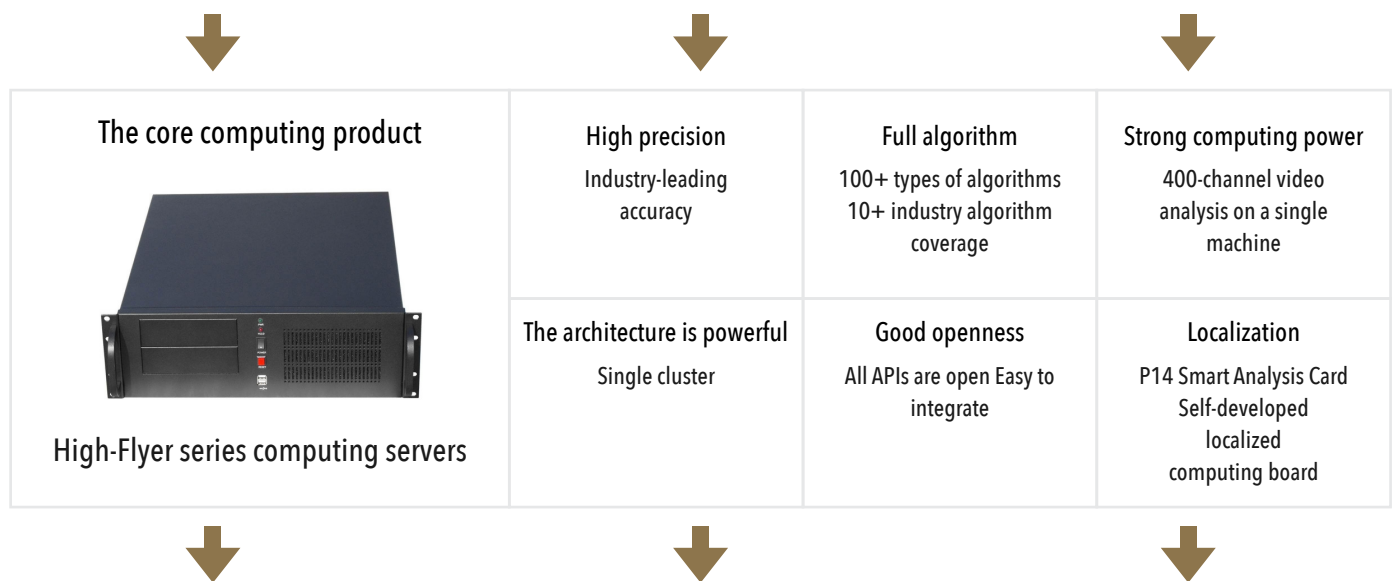 The core computing product
High-Flyer series computing servers
High precision
Industry-leading
accuracy
Full algorithm
100+ types of algorithms
10+ industry algorithm
coverage
Strong computing power
400-channel video
analysis on a single
machine
The architecture is powerful
Single cluster
Good openness
All APIs are open Easy to
integrate
Localization
P14 Smart Analysis Card
Self-developed
localized
computing board